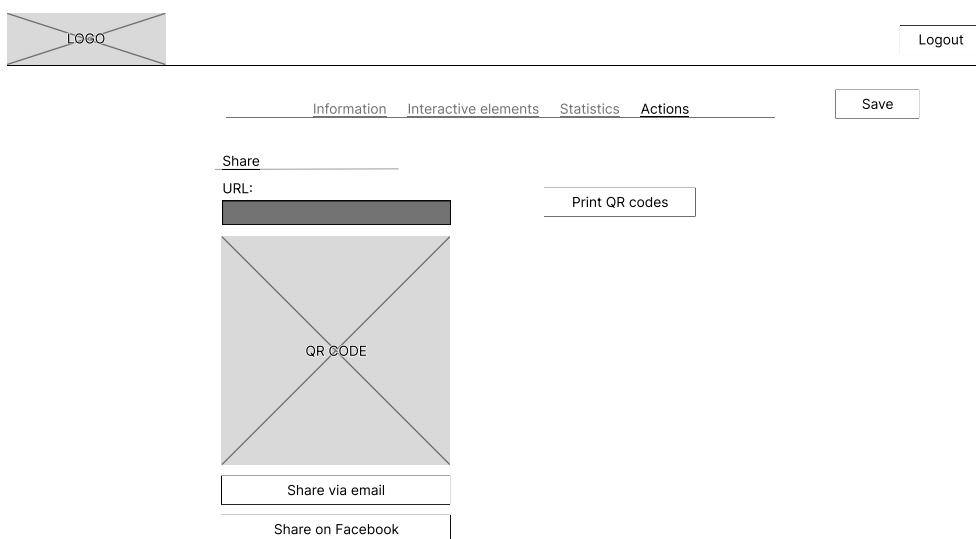 LOGO
Logout
Information Interactive elements Statistics Actions
Save
Share
URL:
Print QR codes
QR CODE
Share via email
Share on Facebook